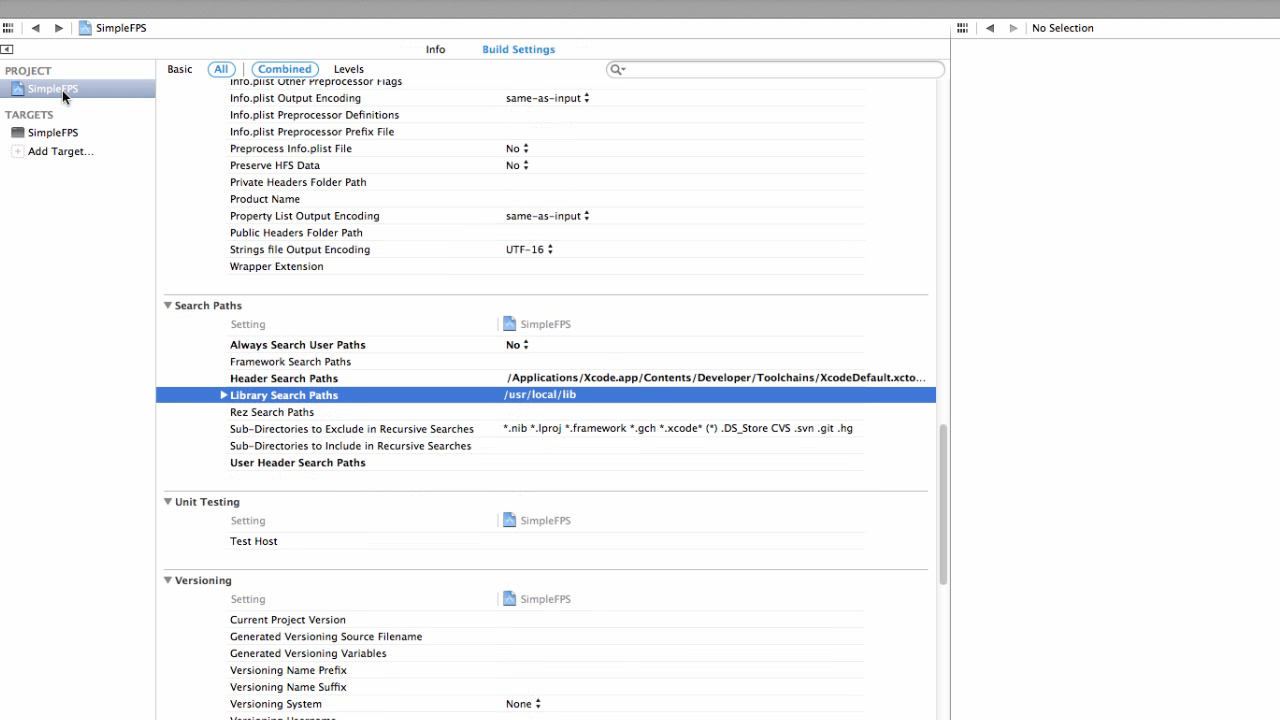 SimpleFPS
No Selection
Info Build Settings
PROJECT
SimpleFPS
TARGETS
SimpleFPS
Add Target...
Basic All Combined Levels
Info.plist Other Preprocessor Flags
Info.plist Output Encoding same-as-input
Info.plist Preprocessor Definitions
Info.plist Preprocessor Prefix File
Preprocess Info.plist File No
Preserve HFS Data No
Private Headers Folder Path
Product Name
Property List Output Encoding same-as-input
Public Headers Folder Path
Strings file Output Encoding UTF-16
Wrapper Extension
Search Paths
Setting SimpleFPS
Always Search User Paths No
Framework Search Paths
Header Search Paths /Applications/Xcode.app/Contents/Developer/Toolchains/XcodeDefault.xcto...
Library Search Paths /usr/local/lib
Rez Search Paths
Sub-Directories to Exclude in Recursive Searches *.nib *.lproj *.framework *.gch *.xcode* (*) .DS_Store CVS .svn .git .hg
Sub-Directories to Include in Recursive Searches
User Header Search Paths
Unit Testing
Setting SimpleFPS
Test Host
Versioning
Setting SimpleFPS
Current Project Version
Generated Versioning Source Filename
Generated Versioning Variables
Versioning Name Prefix
Versioning Name Suffix
Versioning System None
Versioning Username